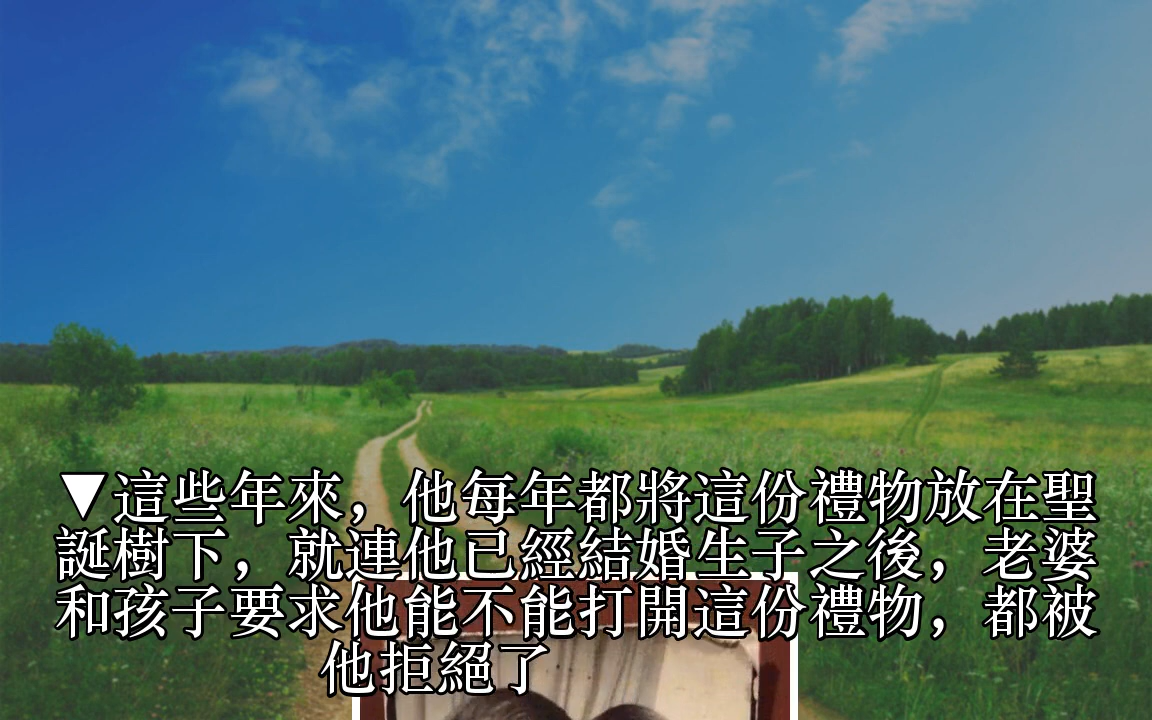 ▼這些年來，他每年都將這份禮物放在聖
誕樹下，就連他已經結婚生子之後，老婆
和孩子要求他能不能打開這份禮物，都被
他拒絕了